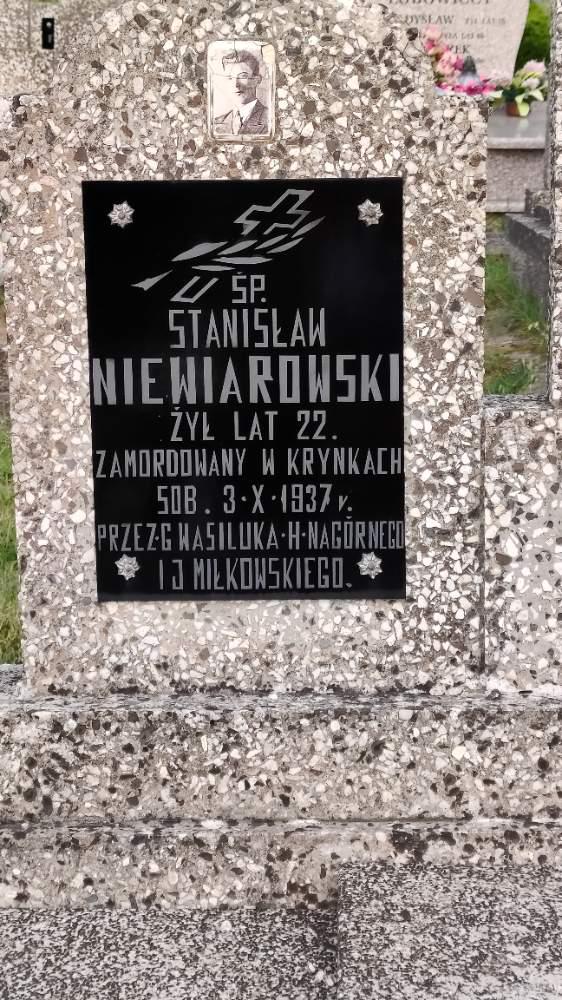 ŚP.
STANISŁAW
NIEWIAROWSKI
ŻYŁ LAT 22.
ZAMORDOWANY W KRYNKACH
SOB. 3·X·1937 r.
PRZEZ·G WASILUKA·H·NAGÓRNEGO
I J MIŁKOWSKIEGO.